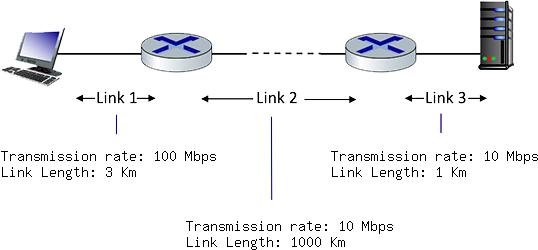 Link 1
Link 2
Link 3
Transmission rate: 100 Mbps
Link Length: 3 Km
Transmission rate: 10 Mbps
Link Length: 1 Km
Transmission rate: 10 Mbps
Link Length: 1000 Km